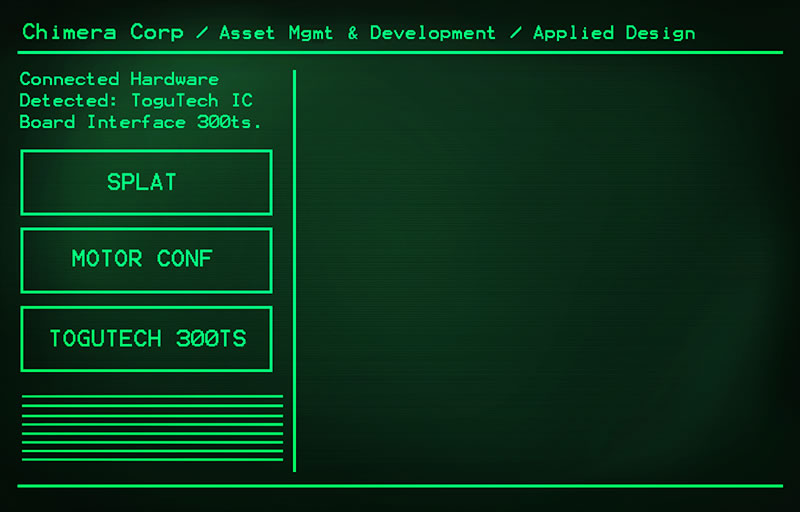 Chimera Corp / Asset Mgmt & Development / Applied Design
Connected Hardware
Detected: ToguTech IC
Board Interface 300ts.
SPLAT
MOTOR CONF
TOGUTECH 300TS